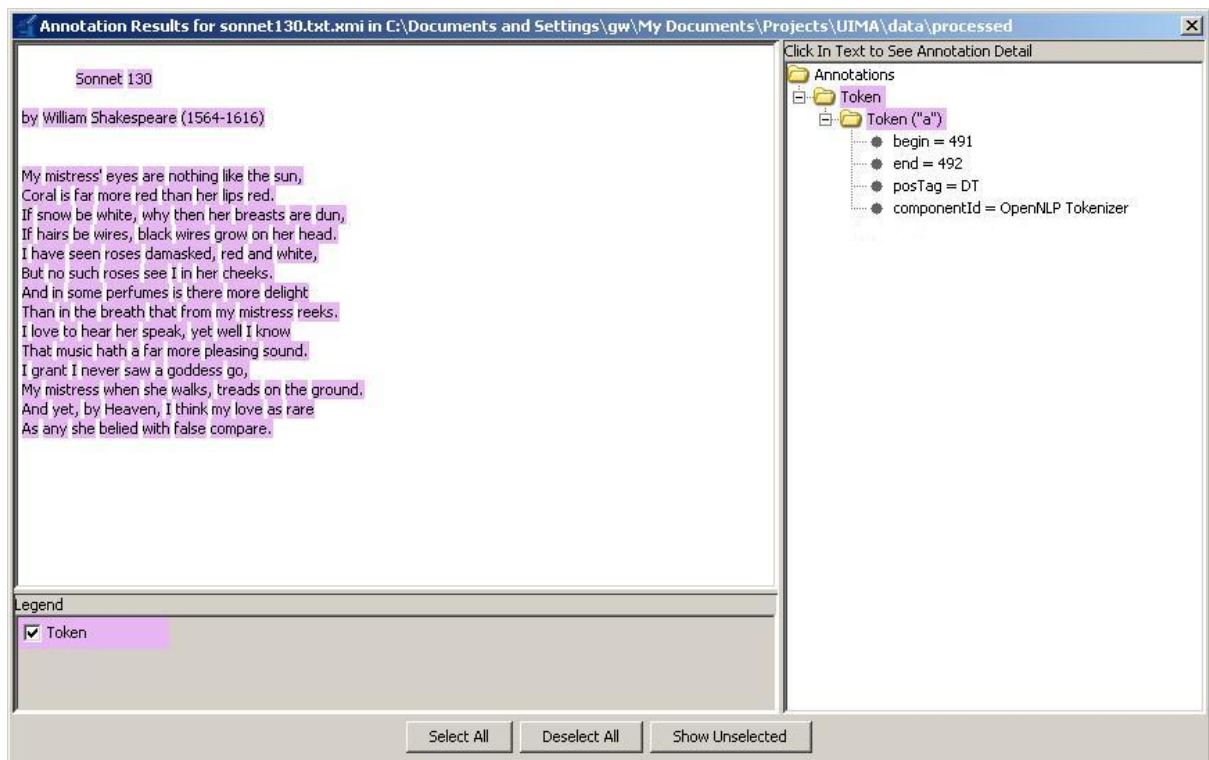 Annotation Results for sonnet130.txt.xmi in C:\Documents and Settings\gw\My Documents\Projects\UIMA\data\processed
Sonnet 130
by William Shakespeare (1564-1616)
My mistress' eyes are nothing like the sun,
Coral is far more red than her lips red.
If snow be white, why then her breasts are dun,
If hairs be wires, black wires grow on her head.
I have seen roses damasked, red and white,
But no such roses see I in her cheeks.
And in some perfumes is there more delight
Than in the breath that from my mistress reeks.
I love to hear her speak, yet well I know
That music hath a far more pleasing sound.
I grant I never saw a goddess go,
My mistress when she walks, treads on the ground.
And yet, by Heaven, I think my love as rare
As any she belied with false compare.
Legend
Token
Click In Text to See Annotation Detail
Annotations
Token
Token ("a")
begin = 491
end = 492
posTag = DT
componentId = OpenNLP Tokenizer
Select All
Deselect All
Show Unselected